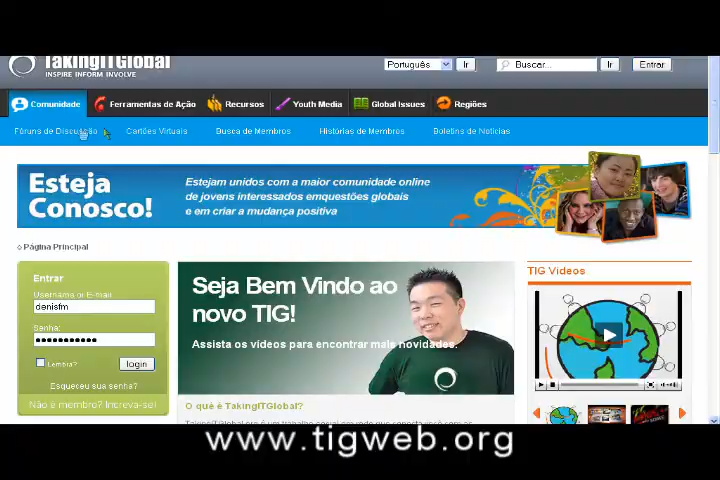 TakingITGlobal
INSPIRE INFORM INVOLVE
Português Ir Buscar... Ir Entrar
Comunidade Ferramentas de Ação Recursos Youth Media Global Issues Regiões
Fóruns de Discussão Cartões Virtuais Busca de Membros Histórias de Membros Boletins de Notícias
Esteja
Conosco!
Estejam unidos com a maior comunidade online
de jovens interessados emquestões globais
e em criar a mudança positiva
Página Principal
Entrar
Username or E-mail
denisfm
Senha:
Lembra? login
Esqueceu sua senha?
Não é membro? Increva-se!
Seja Bem Vindo ao
novo TIG!
Assista os vídeos para encontrar mais novidades.
O quê é TakingITGlobal?
TIG Videos
www.tigweb.org